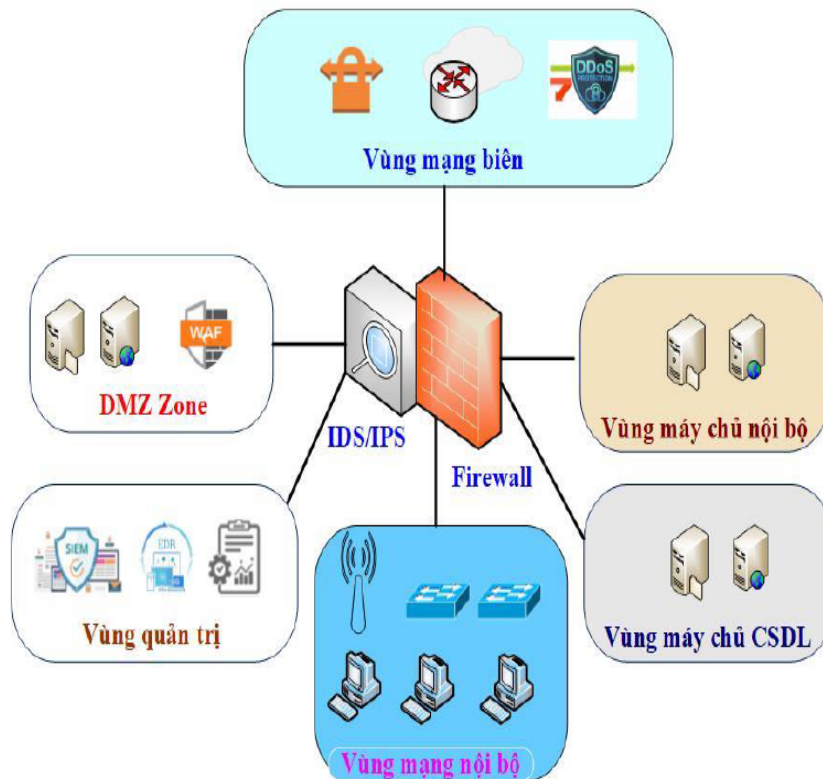 DDoS
PROTECTION
Vùng mạng biên
WAF
DMZ Zone
IDS/IPS
Firewall
Vùng máy chủ nội bộ
SIEM
EDR
Vùng quản trị
Vùng máy chủ CSDL
Vùng mạng nội bộ